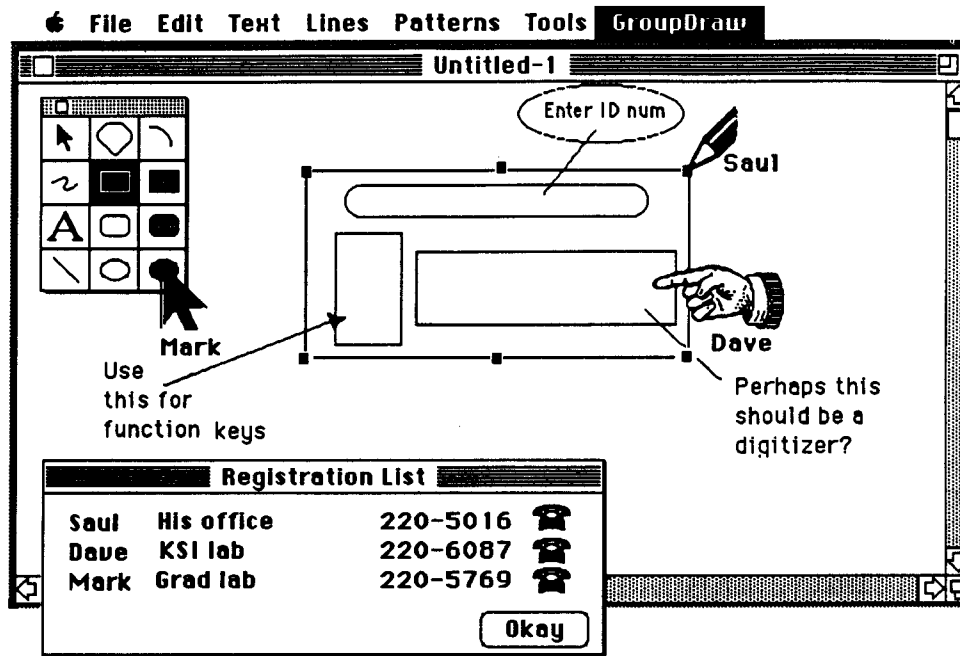 File Edit Text Lines Patterns Tools GroupDraw
Untitled-1
Enter ID num
Saul
A
Mark
Dave
Use
this for
function keys
Perhaps this
should be a
digitizer?
Registration List
Saul His office 220-5016
Dave KSI lab 220-6087
Mark Grad lab 220-5769
Okay